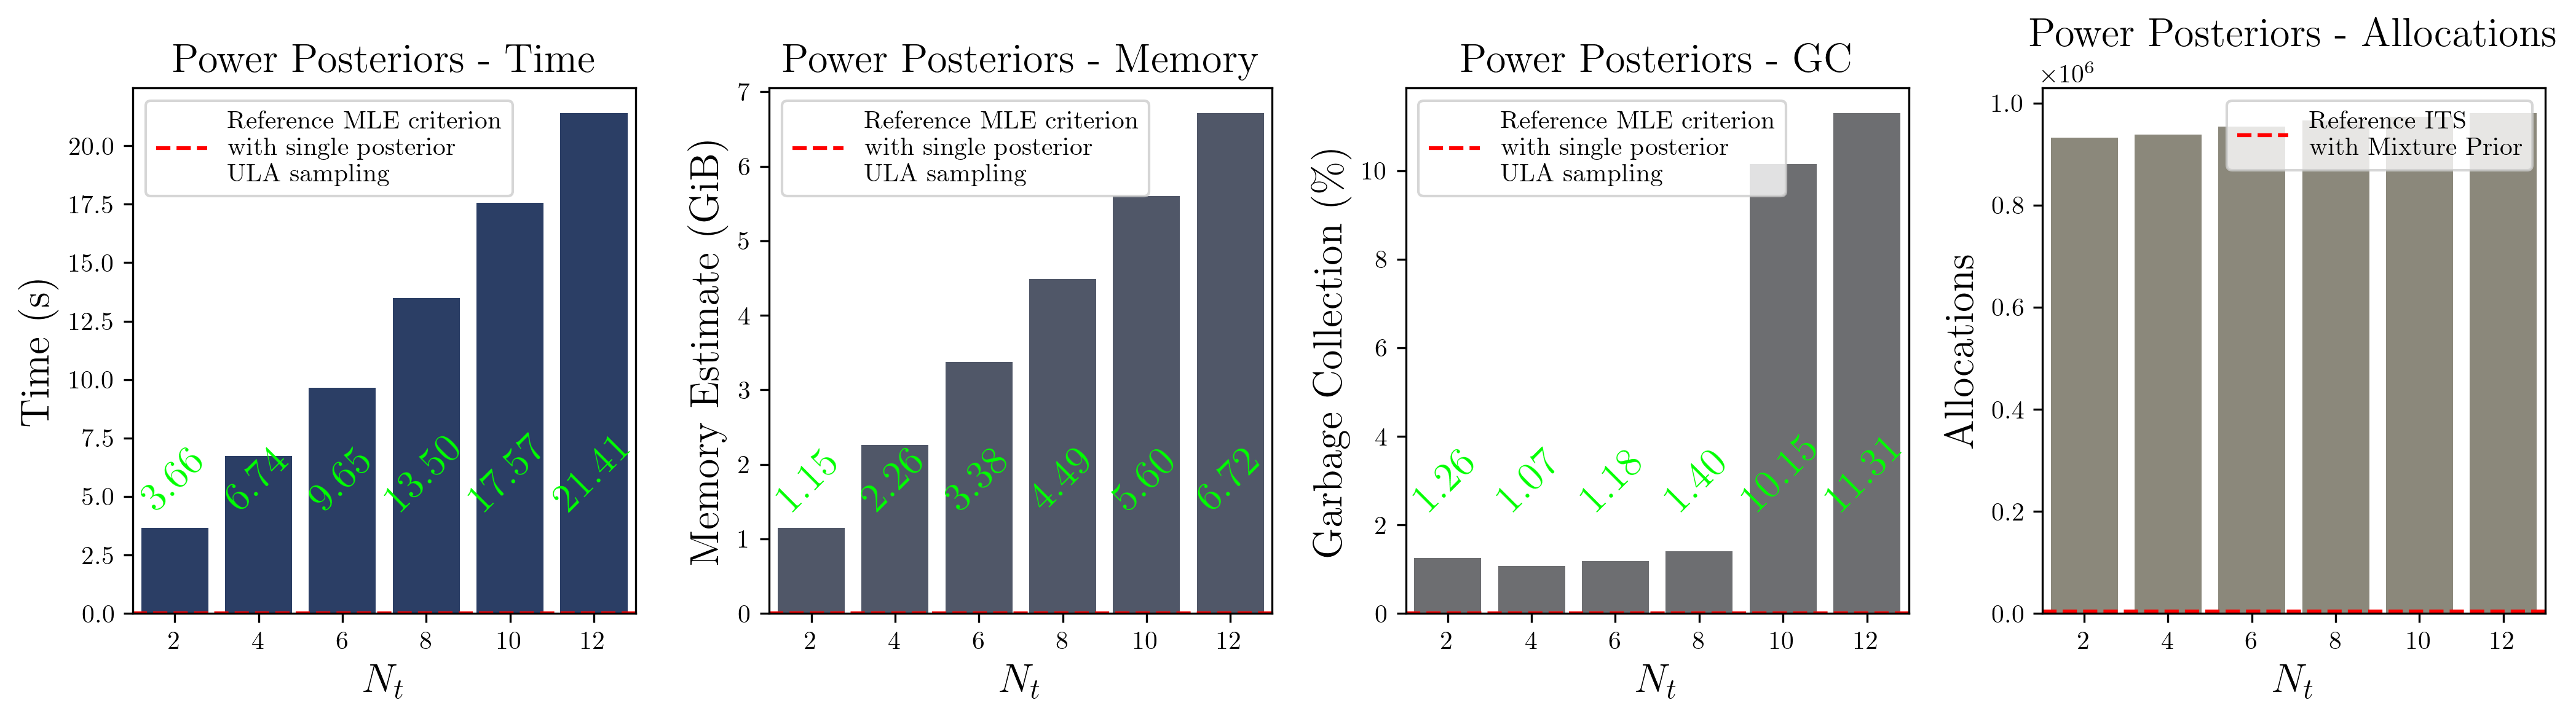 Power Posteriors - Time
Reference MLE criterion
with single posterior
ULA sampling
Time (s)
20.0
17.5
15.0
12.5
10.0
7.5
5.0
2.5
0.0
3.66
6.74
9.65
13.50
17.57
21.41
2 4 6 8 10 12
N_t
Power Posteriors - Memory
Reference MLE criterion
with single posterior
ULA sampling
Memory Estimate (GiB)
7
6
5
4
3
2
1
0
1.15
2.26
3.38
4.49
5.60
6.72
2 4 6 8 10 12
N_t
Power Posteriors - GC
Reference MLE criterion
with single posterior
ULA sampling
Garbage Collection (%)
10
8
6
4
2
0
1.26
1.07
1.18
1.40
10.15
11.31
2 4 6 8 10 12
N_t
Power Posteriors - Allocations
×10⁶
Reference ITS
with Mixture Prior
Allocations
1.0
0.8
0.6
0.4
0.2
0.0
2 4 6 8 10 12
N_t